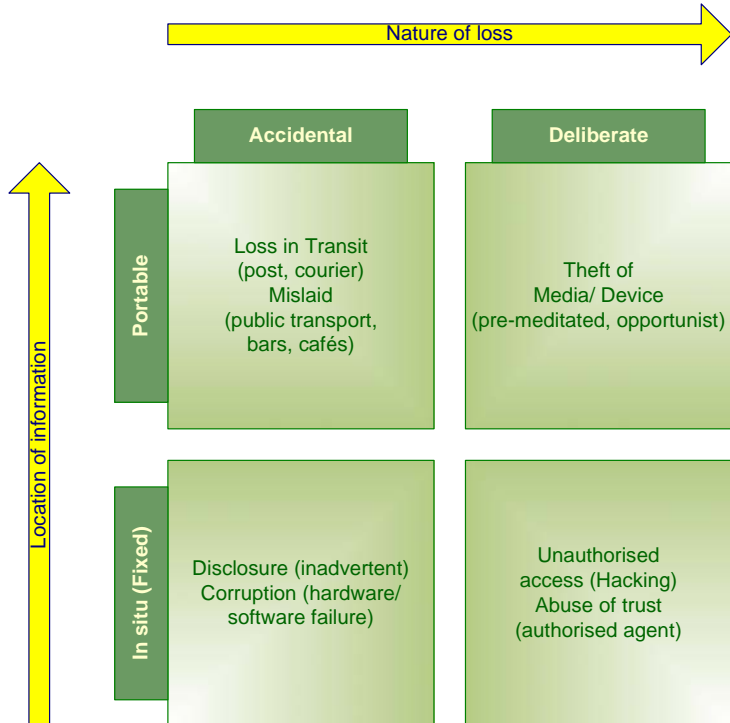 Nature of loss
Accidental
Deliberate
Location of information
Portable
Loss in Transit
(post, courier)
Mislaid
(public transport,
bars, cafés)
Theft of
Media/ Device
(pre-meditated, opportunist)
In situ (Fixed)
Disclosure (inadvertent)
Corruption (hardware/
software failure)
Unauthorised
access (Hacking)
Abuse of trust
(authorised agent)